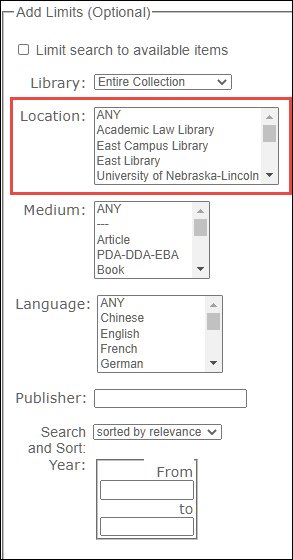 Add Limits (Optional)
Limit search to available items
Library: Entire Collection
Location: ANY
Academic Law Library
East Campus Library
East Library
University of Nebraska-Lincoln
Medium: ANY
---
Article
PDA-DDA-EBA
Book
Language: ANY
Chinese
English
French
German
Publisher:
Search and Sort: sorted by relevance
Year:
From
to